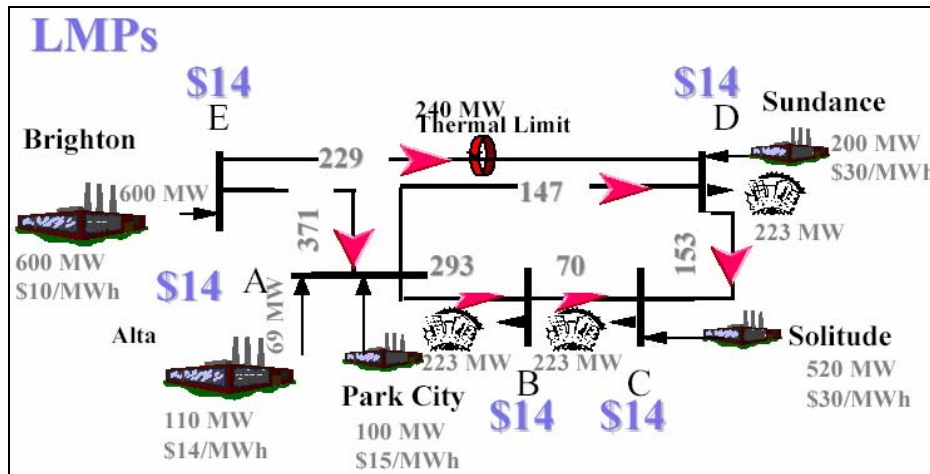 LMPs
$14
E
$14
D
Sundance
200 MW
$30/MWh
240 MW
Thermal Limit
Brighton
600 MW
600 MW
$10/MWh
229
147
223 MW
371
153
$14
A
293
70
69 MW
Alta
110 MW
$14/MWh
Park City
100 MW
$15/MWh
223 MW
223 MW
B
$14
C
$14
Solitude
520 MW
$30/MWh